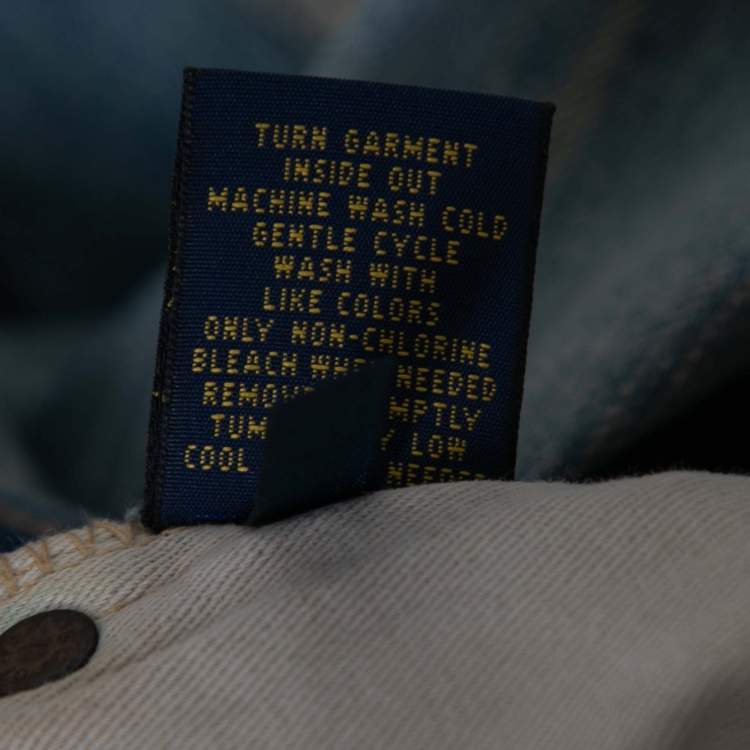 TURN GARMENT
INSIDE OUT
MACHINE WASH COLD
GENTLE CYCLE
WASH WITH
LIKE COLORS
ONLY NON-CHLORINE
BLEACH NEEDED
COOL
LOW